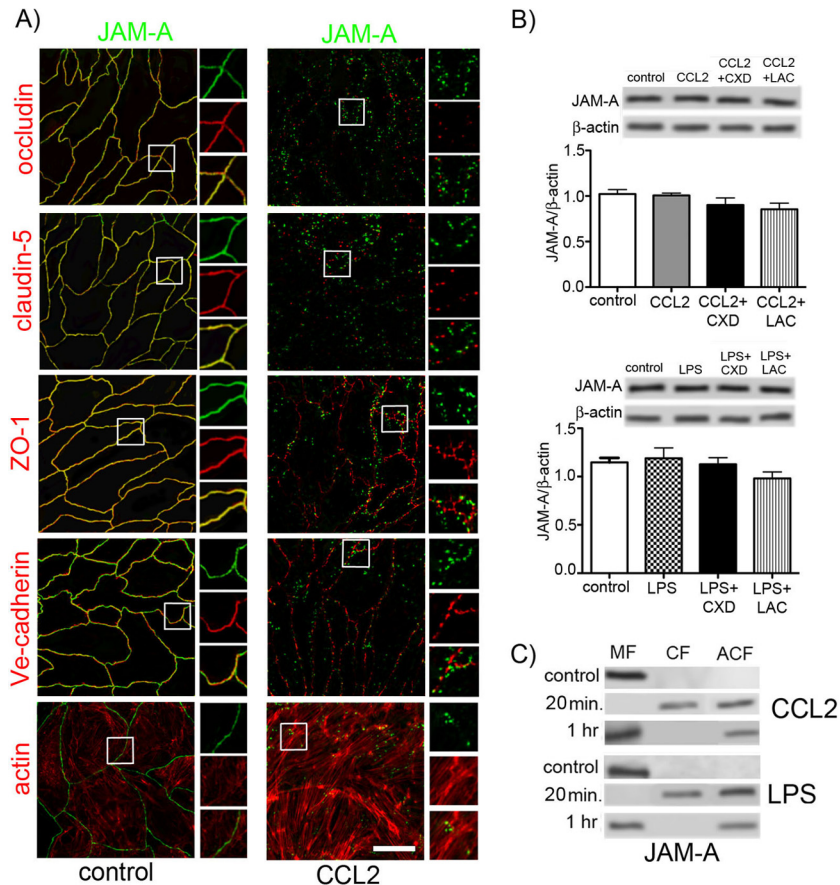 A)
JAM-A
JAM-A
occludin
claudin-5
ZO-1
Ve-cadherin
actin
control
CCL2
B)
control CCL2 CCL2 +CXD CCL2 +LAC
JAM-A
β-actin
JAM-A/β-actin
1.5
1.0
0.5
0.0
control CCL2 CCL2+ CXD CCL2+ LAC
control LPS LPS+ CXD LPS+ LAC
JAM-A
β-actin
JAM-A/β-actin
1.5
1.0
0.5
0.0
control LPS LPS+ CXD LPS+ LAC
C)
MF CF ACF
control
20 min.
1 hr
CCL2
control
20 min.
1 hr
LPS
JAM-A